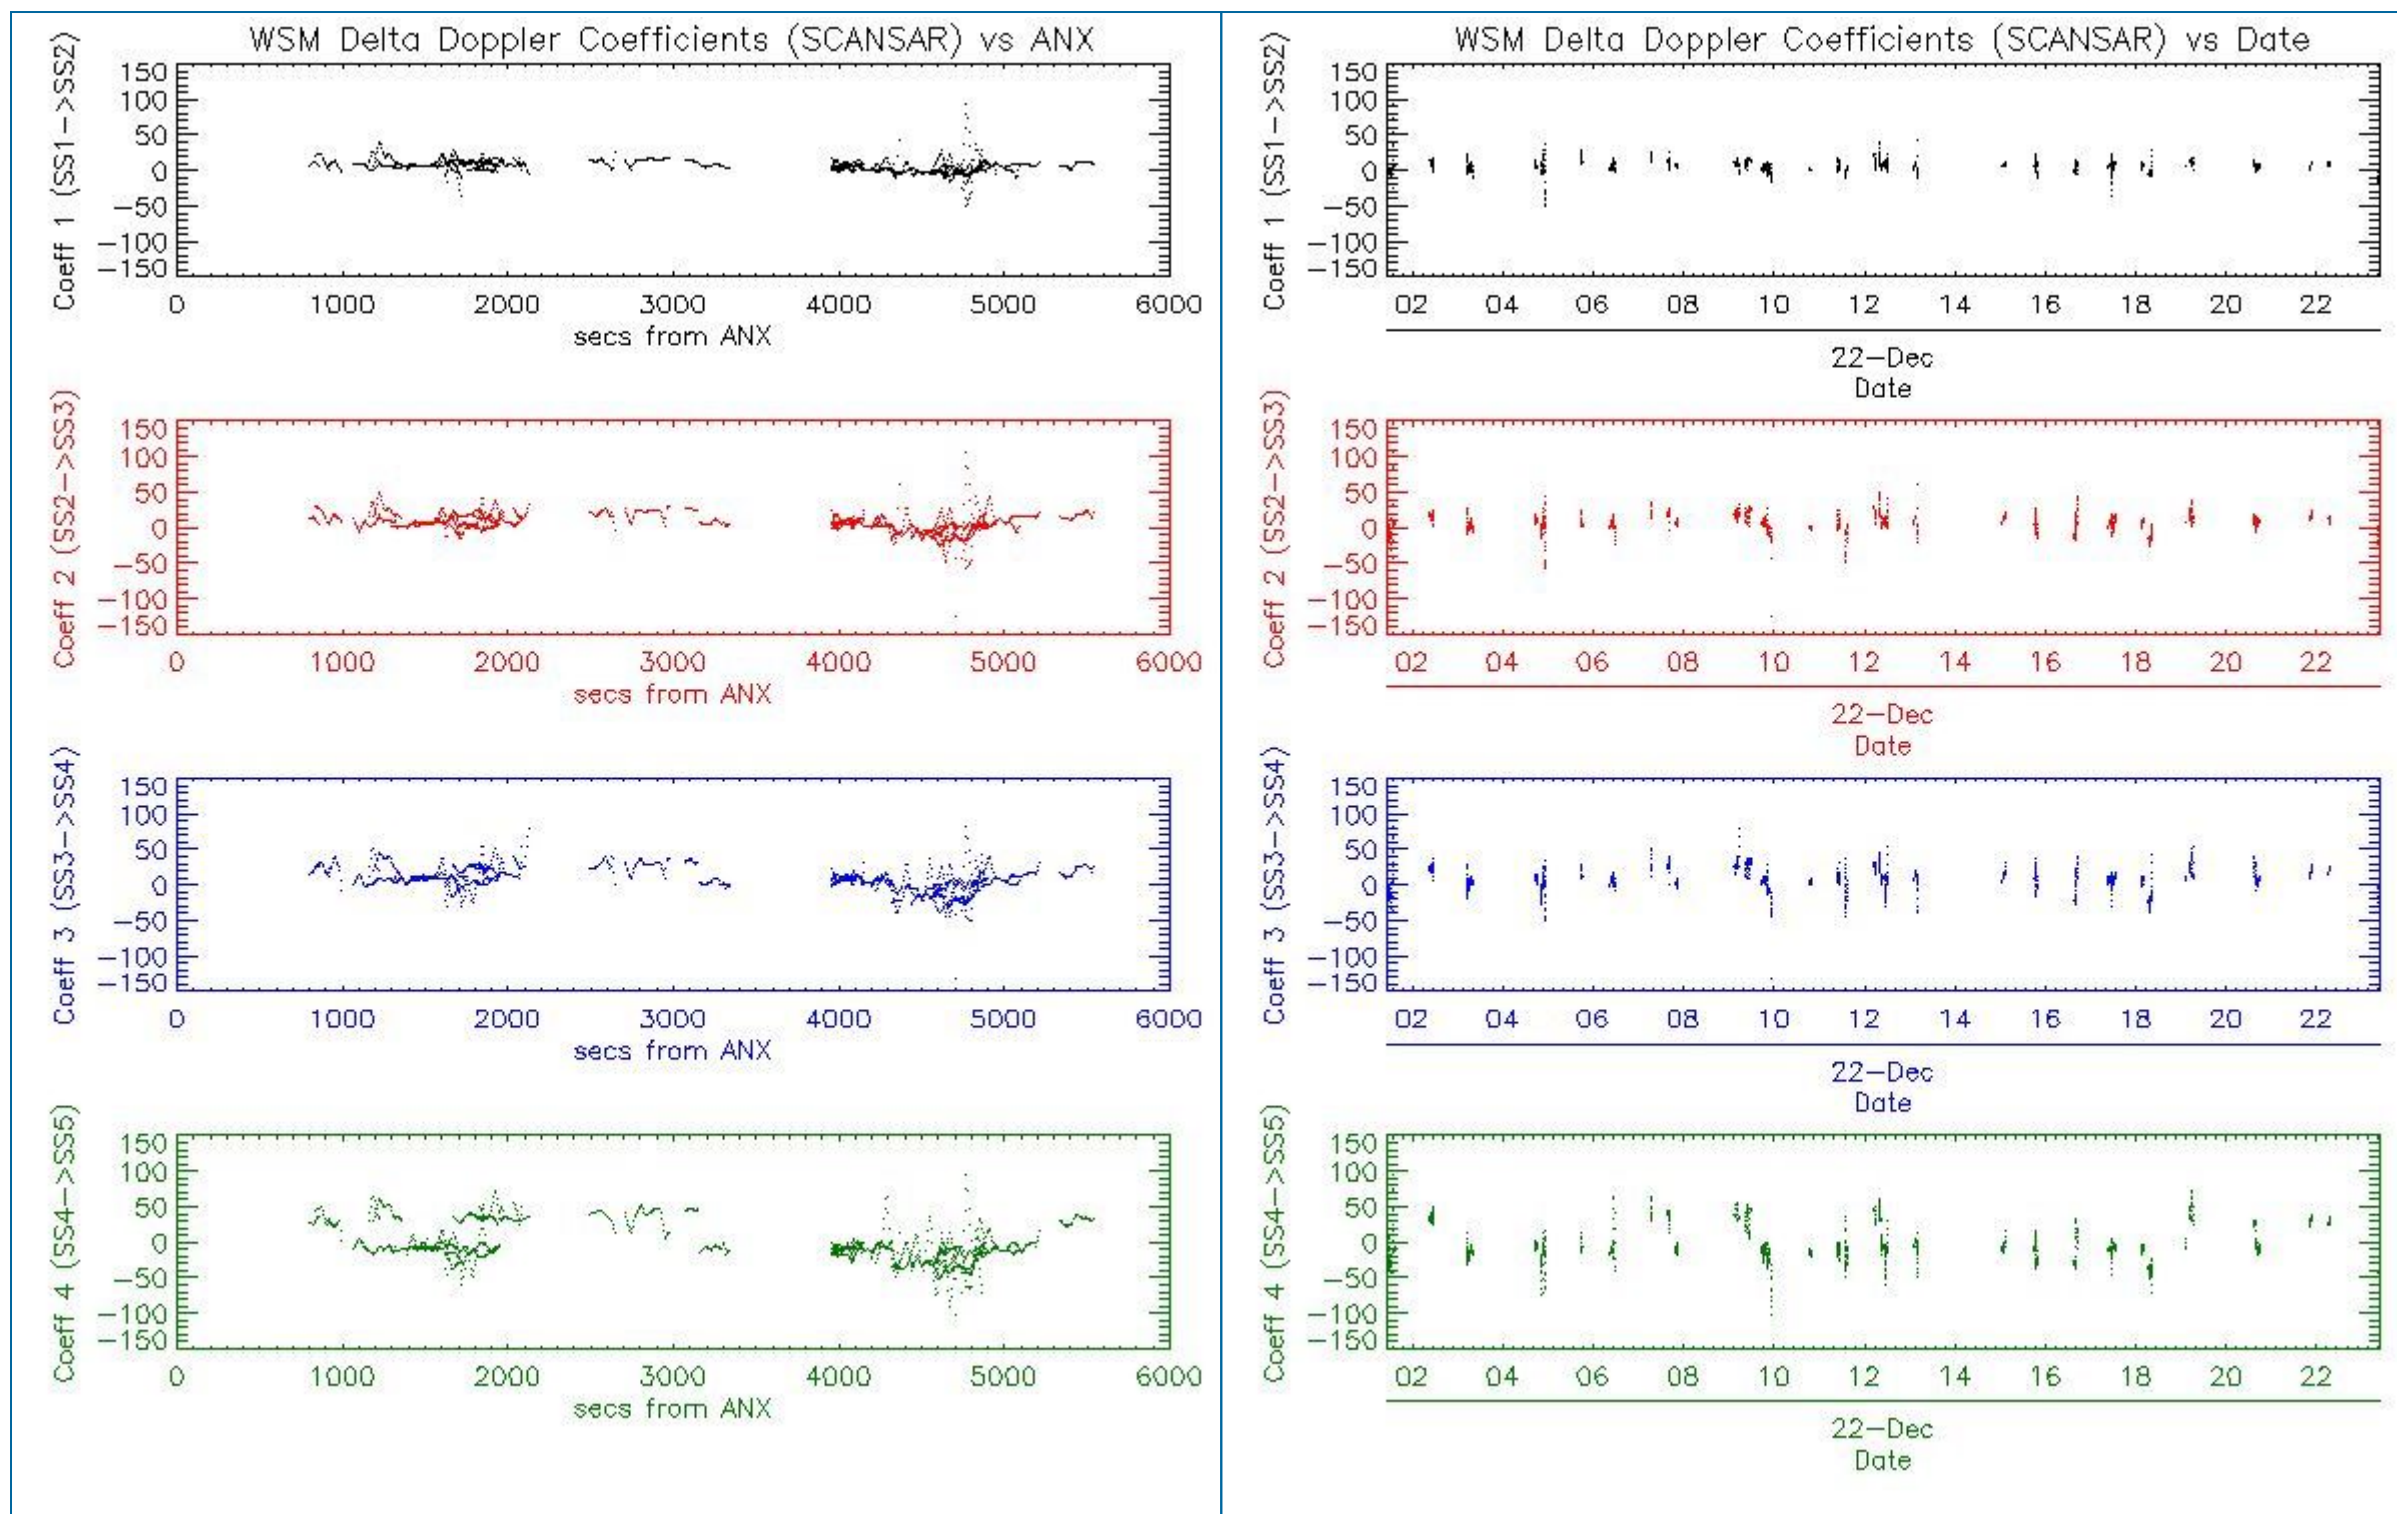 WSM Delta Doppler Coefficients (SCANSAR) vs ANX
Coeff 1 (SS1->SS2)
150
100
50
0
-50
-100
-150
0 1000 2000 3000 4000 5000 6000
secs from ANX
Coeff 2 (SS2->SS3)
150
100
50
0
-50
-100
-150
0 1000 2000 3000 4000 5000 6000
secs from ANX
Coeff 3 (SS3->SS4)
150
100
50
0
-50
-100
-150
0 1000 2000 3000 4000 5000 6000
secs from ANX
Coeff 4 (SS4->SS5)
150
100
50
0
-50
-100
-150
0 1000 2000 3000 4000 5000 6000
secs from ANX
WSM Delta Doppler Coefficients (SCANSAR) vs Date
Coeff 1 (SS1->SS2)
150
100
50
0
-50
-100
-150
02 04 06 08 10 12 14 16 18 20 22
22-Dec
Date
Coeff 2 (SS2->SS3)
150
100
50
0
-50
-100
-150
02 04 06 08 10 12 14 16 18 20 22
22-Dec
Date
Coeff 3 (SS3->SS4)
150
100
50
0
-50
-100
-150
02 04 06 08 10 12 14 16 18 20 22
22-Dec
Date
Coeff 4 (SS4->SS5)
150
100
50
0
-50
-100
-150
02 04 06 08 10 12 14 16 18 20 22
22-Dec
Date